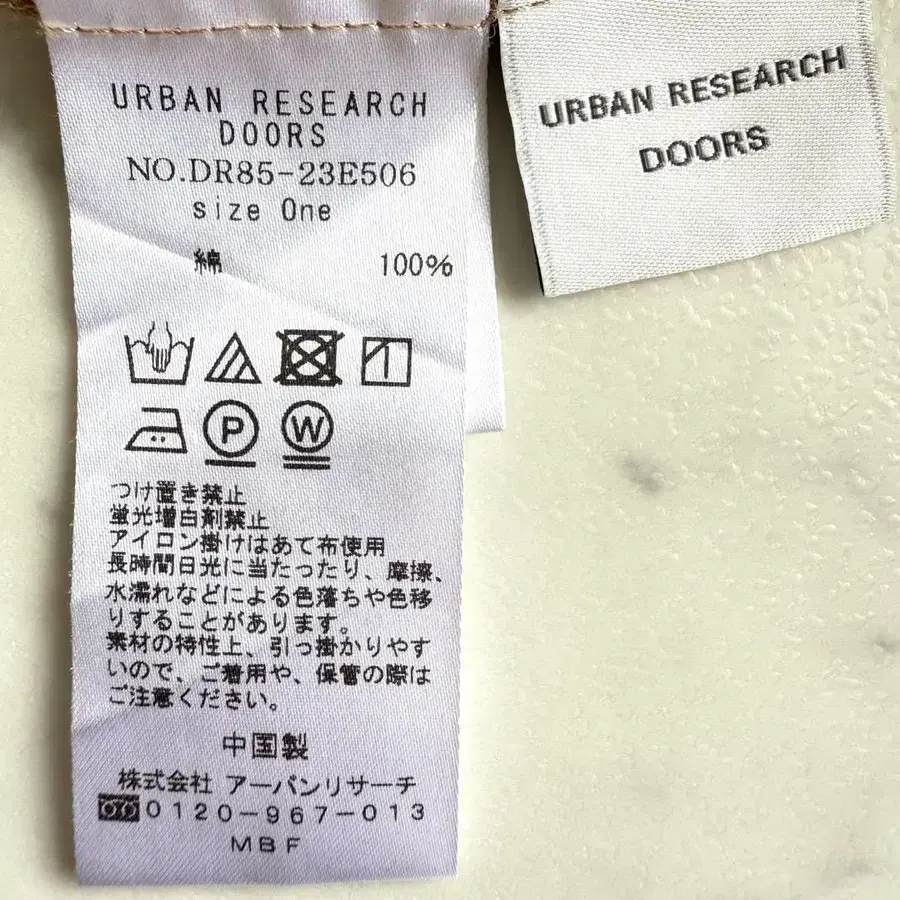 URBAN RESEARCH
DOORS
NO.DR85-23E506
size One
綿 100%
P W
つけ置き禁止
蛍光増白剤禁止
アイロン掛けはあて布使用
長時間日光に当たったり、摩擦、
水濡れなどによる色落ちや色移
りすることがあります。
素材の特性上、引っ掛かりやす
いので、ご着用や、保管の際は
ご注意ください。
中国製
株式会社 アーバンリサーチ
0120-967-013
MBF
URBAN RESEARCH
DOORS